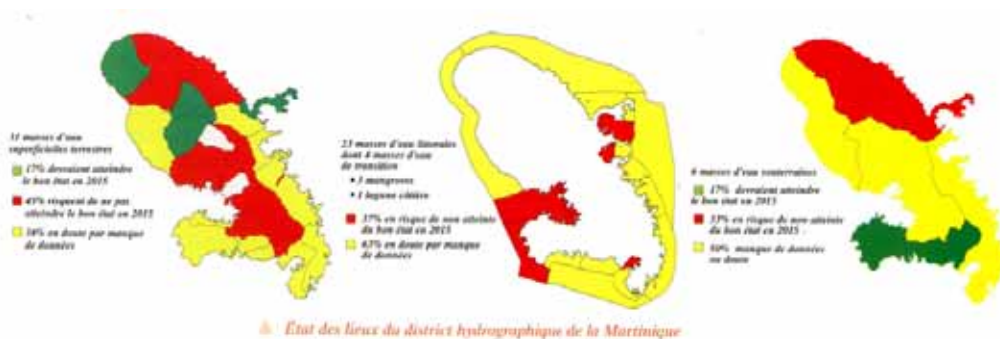 31 masses d'eau
superficielles terrestres
17% devraient atteindre
le bon état en 2015
45% risquent de ne pas
atteindre le bon état en 2015
38% en doute par manque
de données
23 masses d'eau littorales
dont 4 masses d'eau
de transition
• 3 mangroves
• 1 lagune côtière
37% en risque de non atteinte
du bon état en 2015
63% en doute par manque
de données
6 masses d'eau souterraines
17% devraient atteindre
le bon état en 2015
33% en risque de non atteinte
du bon état en 2015
50% manque de données
ou doute
État des lieux du district hydrographique de la Martinique